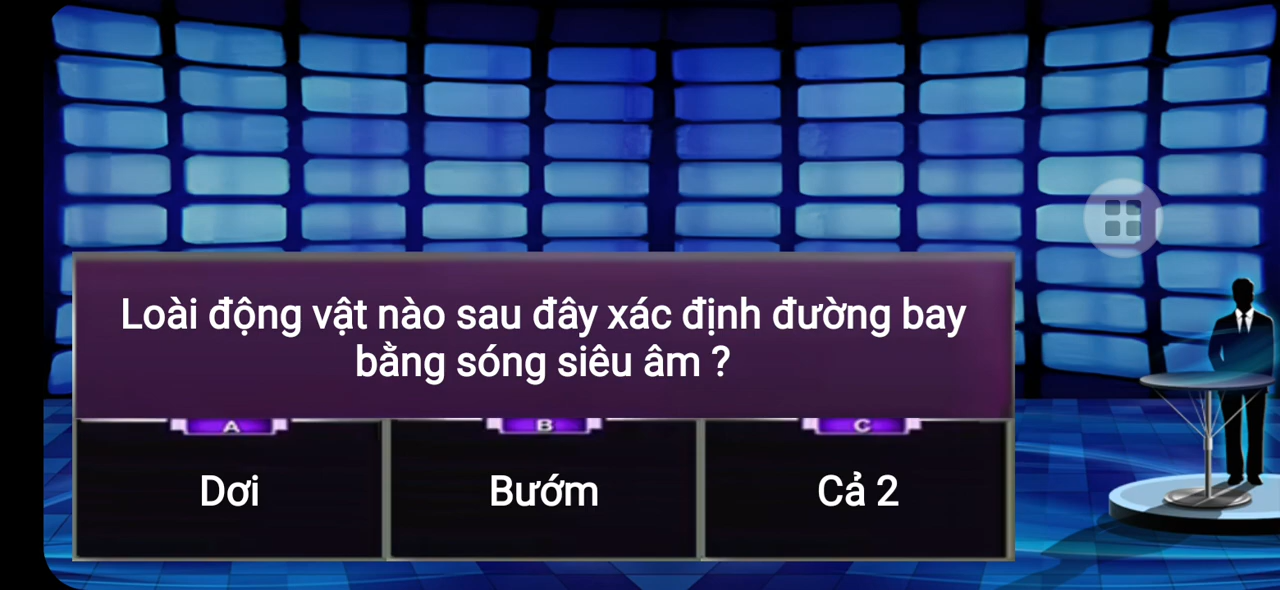 Loài động vật nào sau đây xác định đường bay
bằng sóng siêu âm ?
A
B
C
Dơi
Bướm
Cả 2